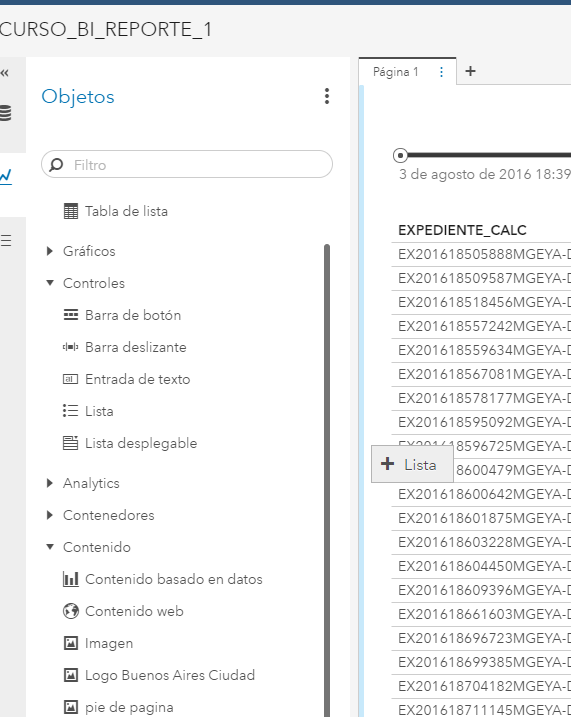 CURSO_BI_REPORTE_1
Página 1
Objetos
Filtro
Tabla de lista
Gráficos
Controles
Barra de botón
Barra deslizante
Entrada de texto
Lista
Lista desplegable
Analytics
Contenedores
Contenido
Contenido basado en datos
Contenido web
Imagen
Logo Buenos Aires Ciudad
pie de pagina
3 de agosto de 2016 18:39
EXPEDIENTE_CALC
EX201618505888MGEYA-D
EX201618509587MGEYA-D
EX201618518456MGEYA-D
EX201618557242MGEYA-D
EX201618559634MGEYA-D
EX201618567081MGEYA-D
EX201618578177MGEYA-D
EX201618595092MGEYA-D
EX201618596725MGEYA-D
Lista
8600479MGEYA-D
EX201618600642MGEYA-D
EX201618601875MGEYA-D
EX201618603228MGEYA-D
EX201618604450MGEYA-D
EX201618609396MGEYA-D
EX201618661603MGEYA-D
EX201618696723MGEYA-D
EX201618699385MGEYA-D
EX201618704182MGEYA-D
EX201618711145MGEYA-D